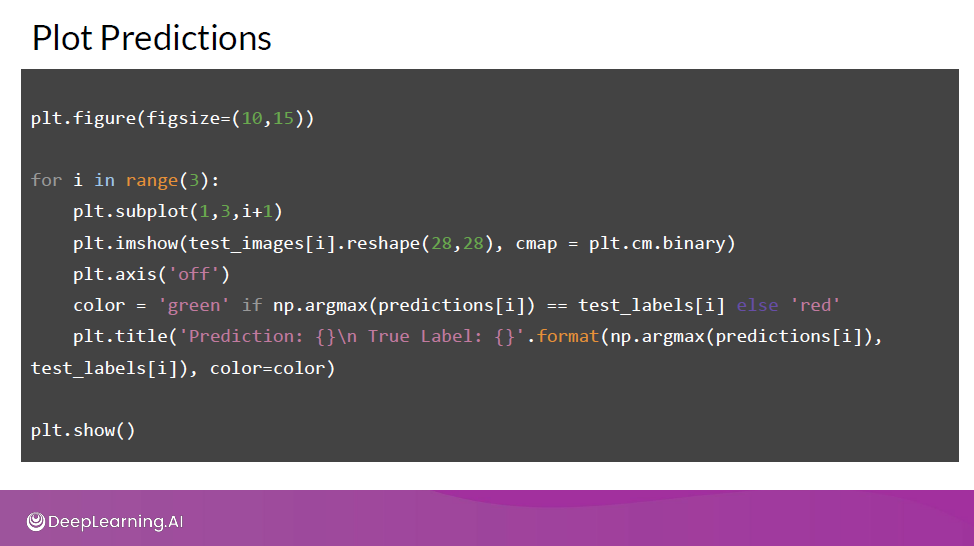 Plot Predictions
plt.figure(figsize=(10,15))
for i in range(3):
    plt.subplot(1,3,i+1)
    plt.imshow(test_images[i].reshape(28,28), cmap = plt.cm.binary)
    plt.axis('off')
    color = 'green' if np.argmax(predictions[i]) == test_labels[i] else 'red'
    plt.title('Prediction: {}\n True Label: {}'.format(np.argmax(predictions[i]),
test_labels[i]), color=color)
plt.show()
DeepLearning.AI